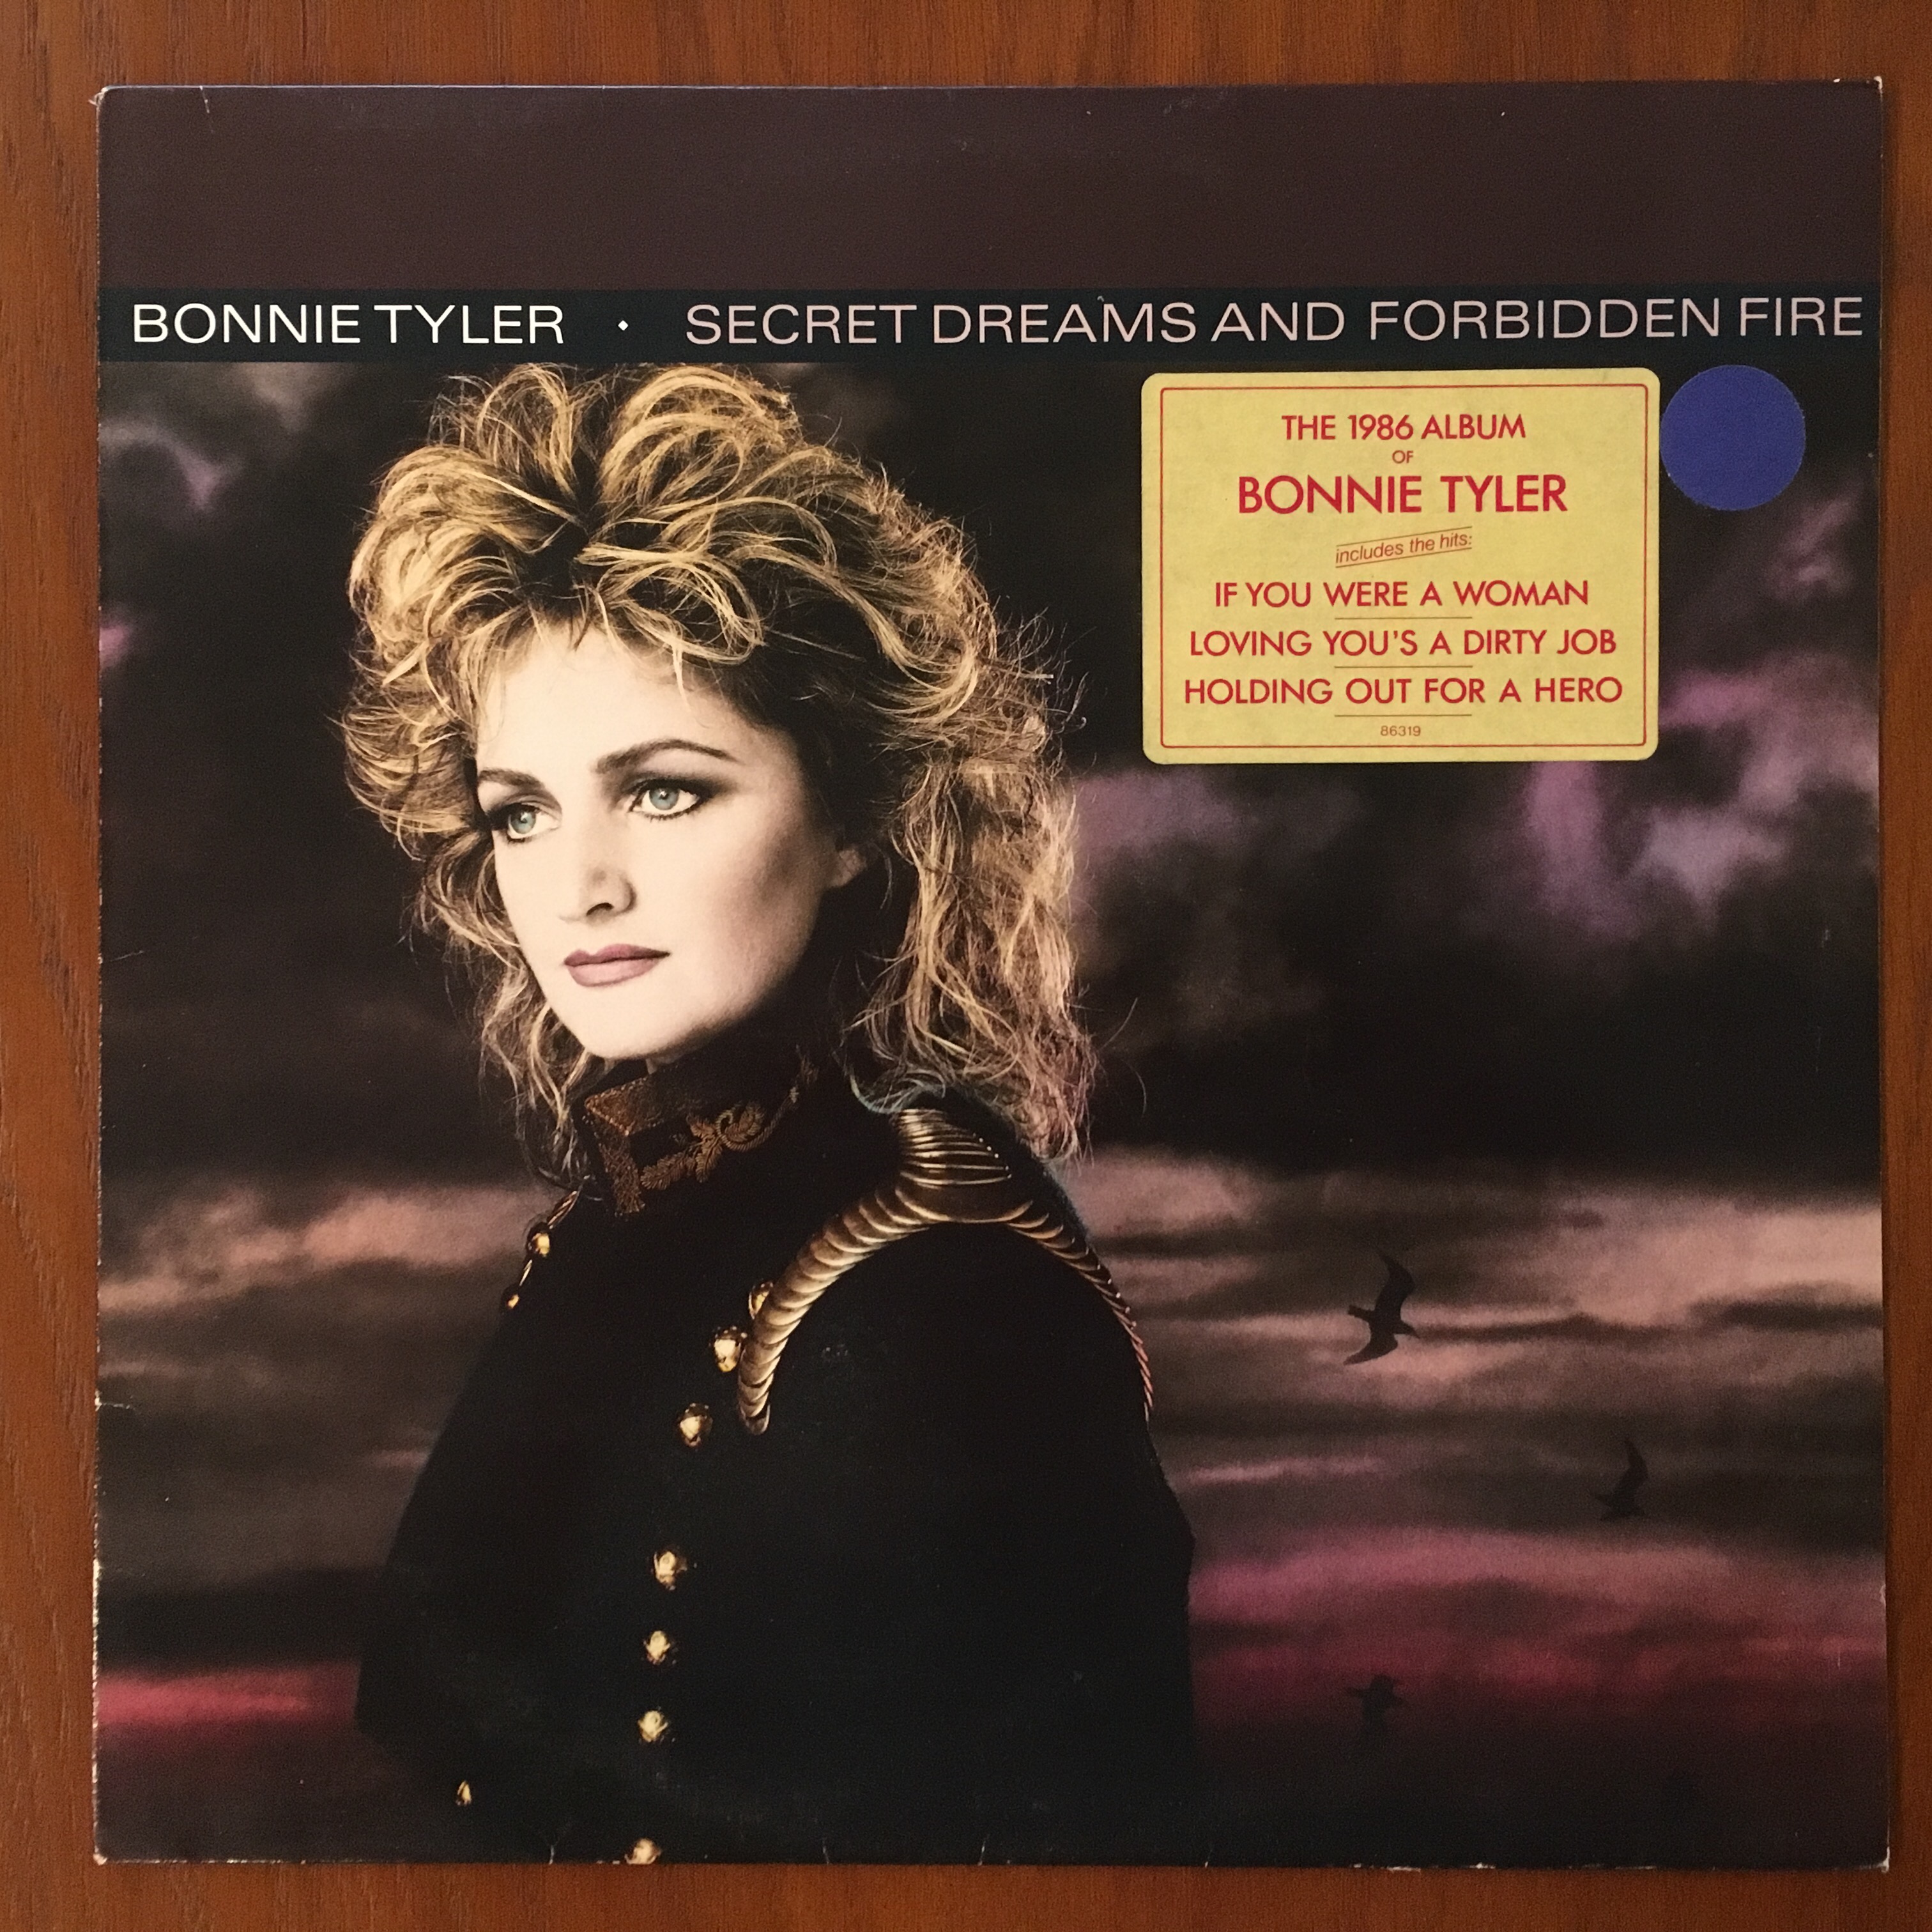 BONNIE TYLER · SECRET DREAMS AND FORBIDDEN FIRE
THE 1986 ALBUM
OF
BONNIE TYLER
includes the hits:
IF YOU WERE A WOMAN
LOVING YOU'S A DIRTY JOB
HOLDING OUT FOR A HERO
86319